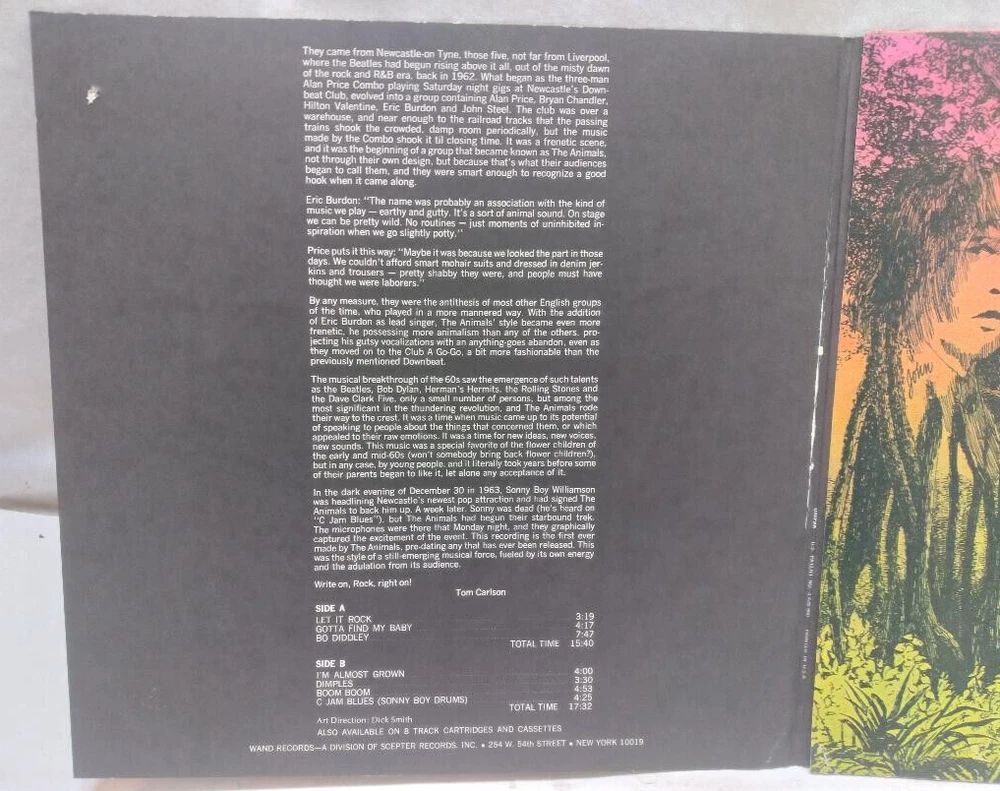 They came from Newcastle-on Tyne, those five, not far from Liverpool,
where the Beatles had begun rising above it all, out of the misty dawn
of the rock and R&B era, back in 1962. What began as the three-man
Alan Price Combo playing Saturday night gigs at Newcastle's Down-
beat Club, evolved into a group containing Alan Price, Bryan Chandler,
Hilton Valentine, Eric Burdon and John Steel. The club was over a
warehouse, and near enough to the railroad tracks that the passing
trains shook the crowded, damp room periodically, but the music
made by the Combo shook it til closing time. It was a frenetic scene,
and it was the beginning of a group that became known as The Animals,
not through their own design, but because that's what their audiences
began to call them, and they were smart enough to recognize a good
hook when it came along.
Eric Burdon: "The name was probably an association with the kind of
music we play — earthy and gutty. It's a sort of animal sound. On stage
we can be pretty wild. No routines — just moments of uninhibited in-
spiration when we go slightly potty."
Price puts it this way: "Maybe it was because we looked the part in those
days. We couldn't afford smart mohair suits and dressed in denim jer-
kins and trousers — pretty shabby they were, and people must have
thought we were laborers."
By any measure, they were the antithesis of most other English groups
of the time, who played in a more mannered way. With the addition
of Eric Burdon as lead singer, The Animals' style became even more
frenetic, he possessing more animalism than any of the others, pro-
jecting his gutsy vocalizations with an anything-goes abandon, even as
they moved on to the Club A Go-Go, a bit more fashionable than the
previously mentioned Downbeat.
The musical breakthrough of the 60s saw the emergence of such talents
as the Beatles, Bob Dylan, Herman's Hermits, the Rolling Stones and
the Dave Clark Five, only a small number of persons, but among the
most significant in the thundering revolution, and The Animals rode
their way to the crest. It was a time when music came up to its potential
of speaking to people about the things that concerned them, or which
appealed to their raw emotions. It was a time for new ideas, new voices,
new sounds. This music was a special favorite of the flower children of
the early and mid-60s (won't somebody bring back flower children?),
but in any case, by young people, and it literally took years before some
of their parents began to like it, let alone any acceptance of it.
In the dark evening of December 30 in 1963, Sonny Boy Williamson
was headlining Newcastle's newest pop attraction and had signed The
Animals to back him up. A week later, Sonny was dead (he's heard on
"C Jam Blues"), but The Animals had begun their starbound trek.
The microphones were there that Monday night, and they graphically
captured the excitement of the event. This recording is the first ever
made by The Animals, pre-dating any that has ever been released. This
was the style of a still-emerging musical force, fueled by its own energy
and the adulation from its audience.
Write on, Rock, right on!
Tom Carlson
SIDE A
LET IT ROCK 3:19
GOTTA FIND MY BABY 4:17
BO DIDDLEY 7:47
TOTAL TIME 15:40
SIDE B
I'M ALMOST GROWN 4:00
DIMPLES 3:30
BOOM BOOM 4:53
C JAM BLUES (SONNY BOY DRUMS) 4:25
TOTAL TIME 17:32
Art Direction: Dick Smith
ALSO AVAILABLE ON 8 TRACK CARTRIDGES AND CASSETTES
WAND RECORDS—A DIVISION OF SCEPTER RECORDS, INC. • 254 W. 54th STREET • NEW YORK 10019
John